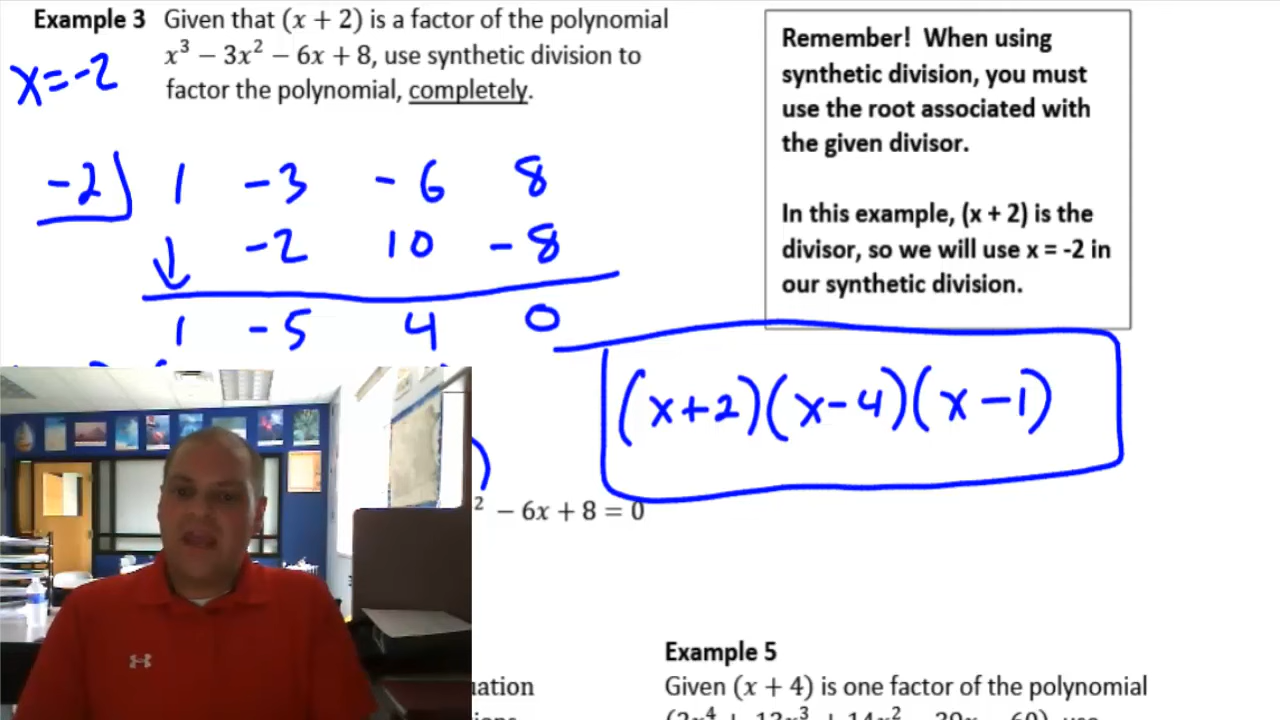 Example 3 Given that (x + 2) is a factor of the polynomial
x³ − 3x² − 6x + 8, use synthetic division to
factor the polynomial, completely.
x=-2
-2 1 -3 -6 8
-2 10 -8
1 -5 4 0
Remember! When using
synthetic division, you must
use the root associated with
the given divisor.
In this example, (x + 2) is the
divisor, so we will use x = -2 in
our synthetic division.
(x+2)(x-4)(x-1)
² − 6x + 8 = 0
Example 5
Given (x + 4) is one factor of the polynomial